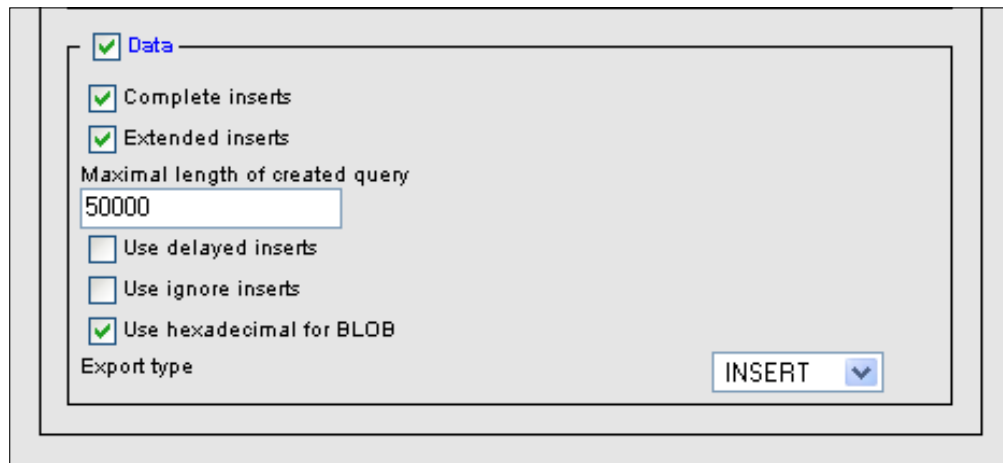 Data
Complete inserts
Extended inserts
Maximal length of created query
50000
Use delayed inserts
Use ignore inserts
Use hexadecimal for BLOB
Export type INSERT